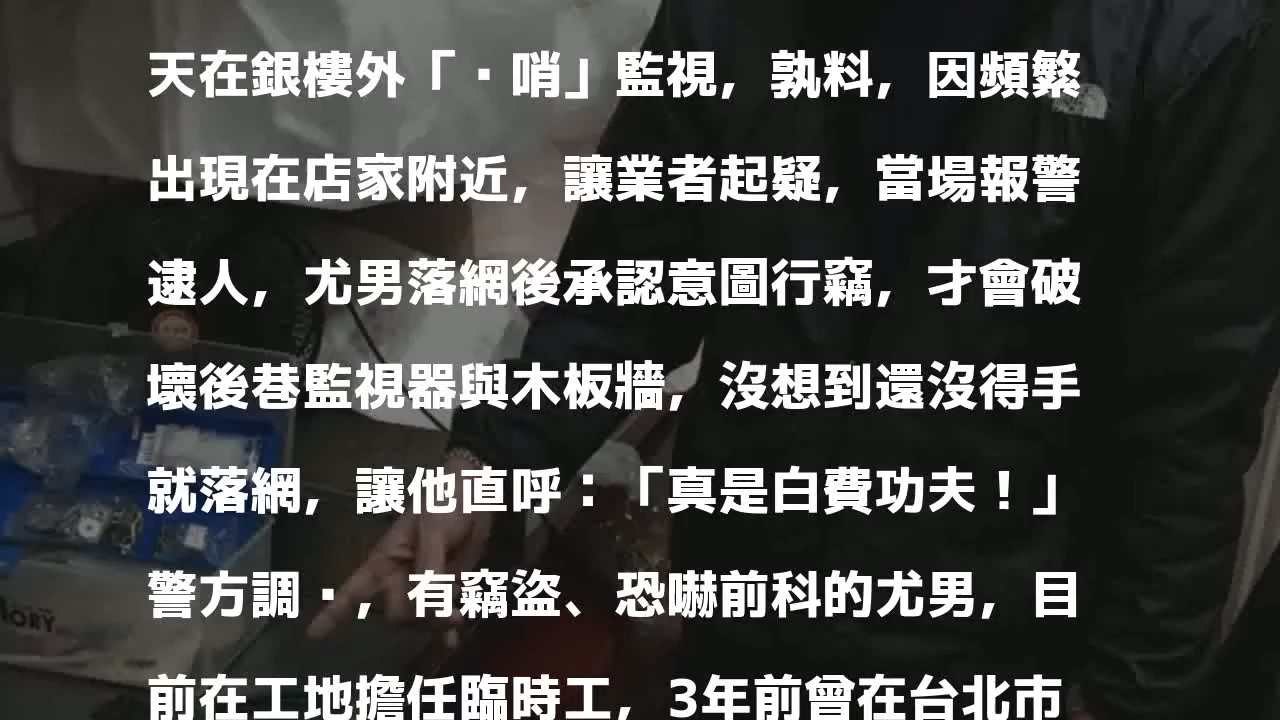 天在銀樓外「·哨」監視，孰料，因頻繁
出現在店家附近，讓業者起疑，當場報警
逮人，尤男落網後承認意圖行竊，才會破
壞後巷監視器與木板牆，沒想到還沒得手
就落網，讓他直呼：「真是白費功夫！」
警方調·，有竊盜、恐嚇前科的尤男，目
前在工地擔任臨時工，3年前曾在台北市